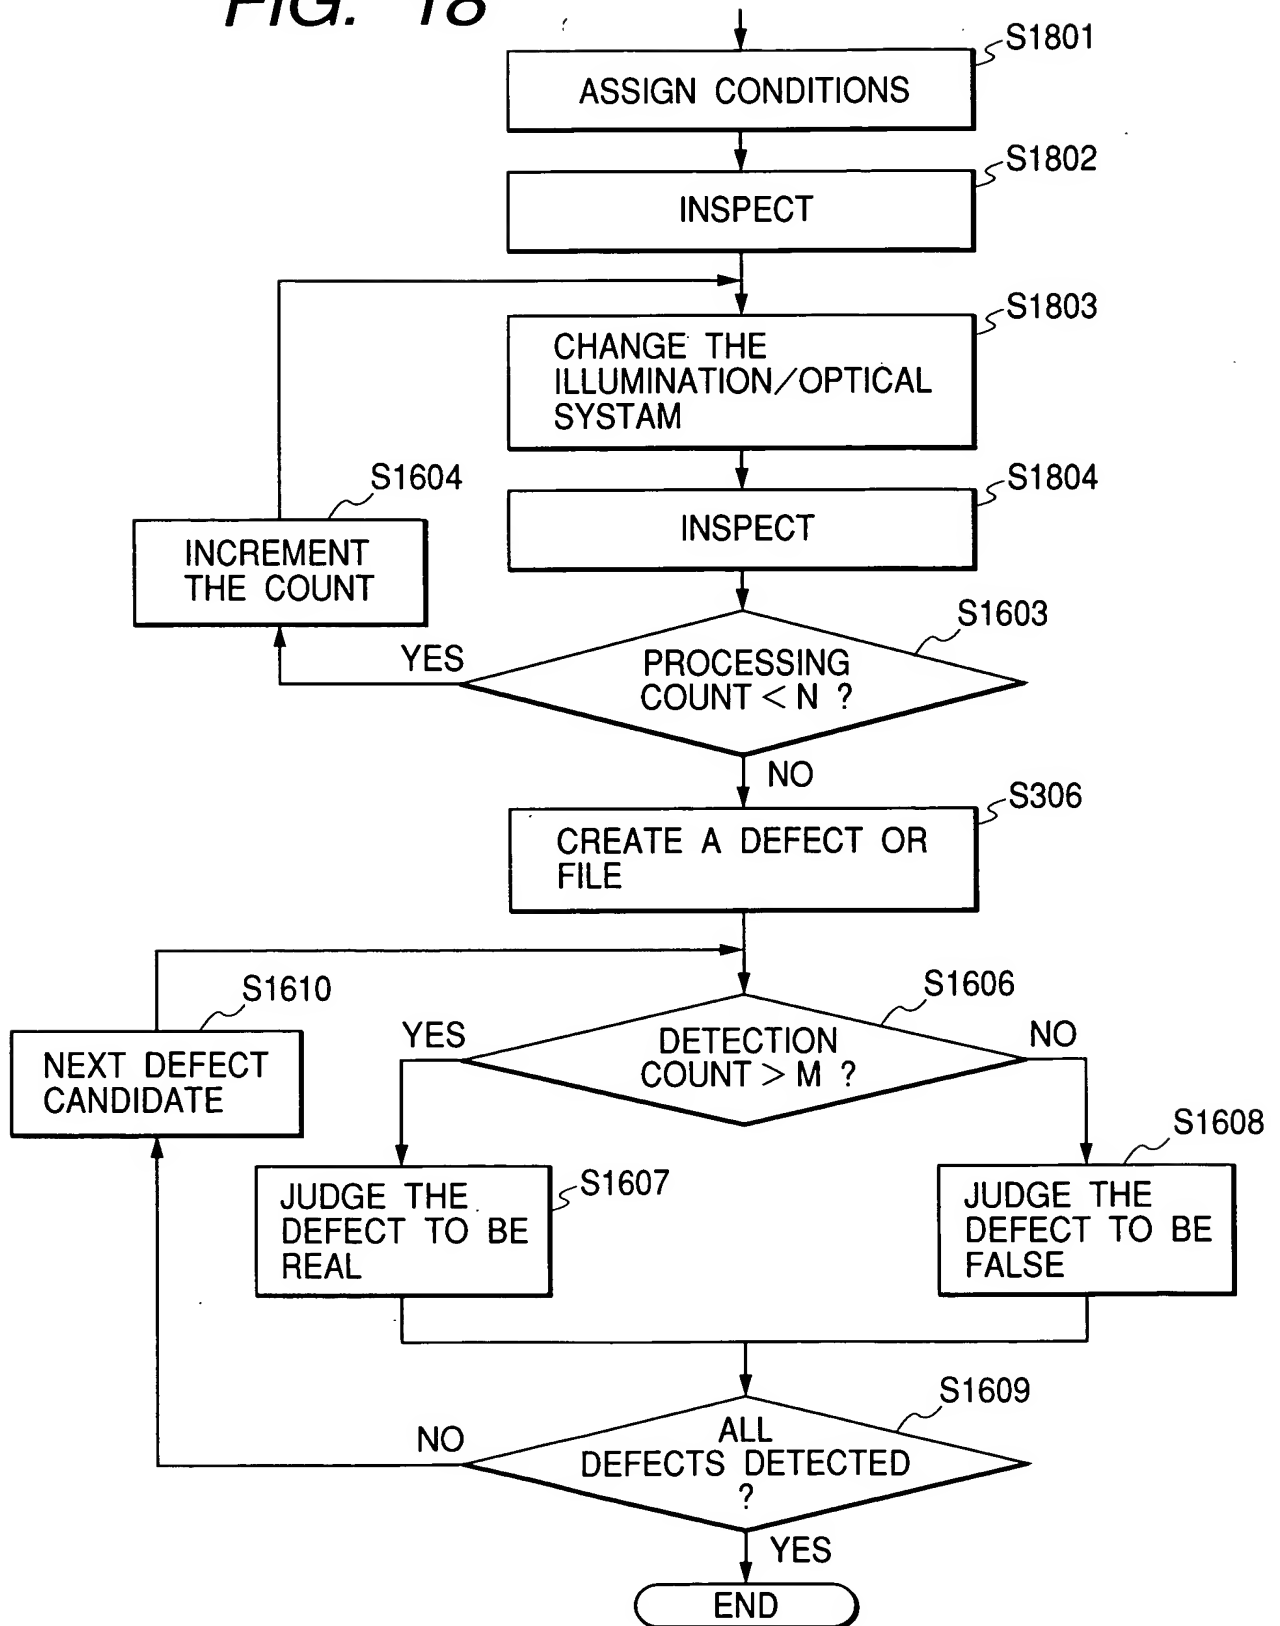 FIG. 18
S1801
ASSIGN CONDITIONS
S1802
INSPECT
S1803
CHANGE THE
ILLUMINATION/OPTICAL
SYSTAM
S1804
INSPECT
S1604
INCREMENT
THE COUNT
S1603
PROCESSING
COUNT < N ?
YES
NO
S306
CREATE A DEFECT OR
FILE
S1610
NEXT DEFECT
CANDIDATE
S1606
DETECTION
COUNT > M ?
YES
NO
S1607
JUDGE THE
DEFECT TO BE
REAL
S1608
JUDGE THE
DEFECT TO BE
FALSE
S1609
ALL
DEFECTS DETECTED
?
NO
YES
END